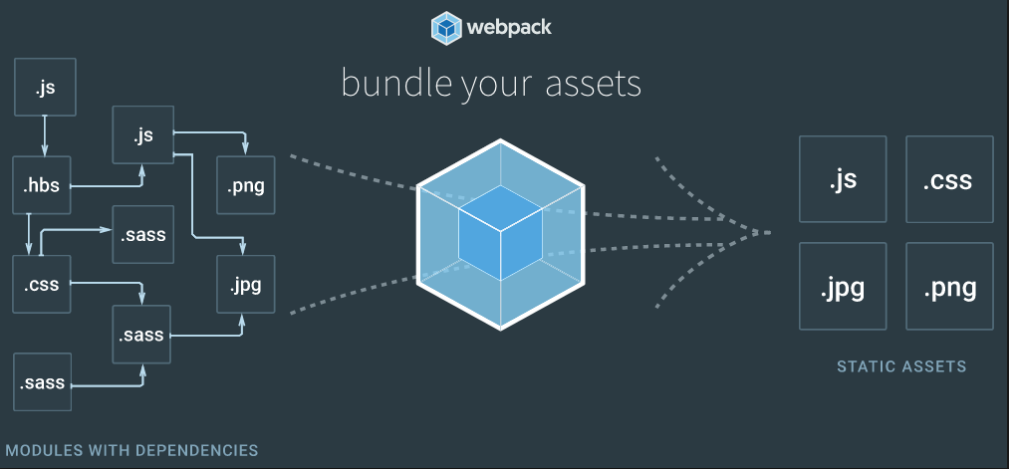 webpack
bundle your assets
.js
.js
.hbs
.png
.sass
.css
.jpg
.sass
.sass
MODULES WITH DEPENDENCIES
.js
.css
.jpg
.png
STATIC ASSETS